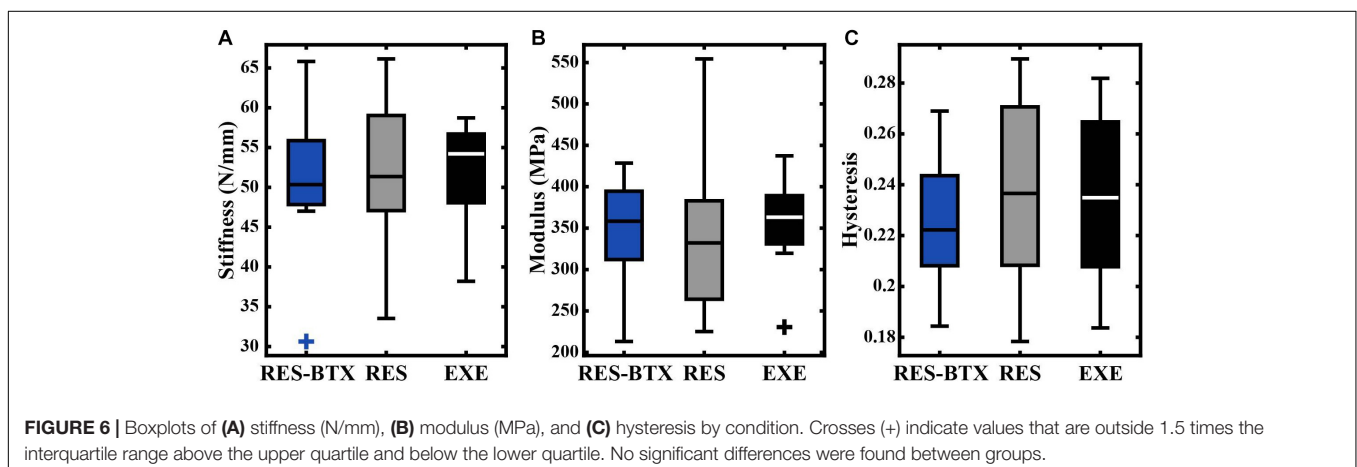 A
B
C
Stiffness (N/mm)
65
60
55
50
45
40
35
30
RES-BTX RES EXE
Modulus (MPa)
550
500
450
400
350
300
250
200
RES-BTX RES EXE
Hysteresis
0.28
0.26
0.24
0.22
0.2
0.18
RES-BTX RES EXE
FIGURE 6 | Boxplots of (A) stiffness (N/mm), (B) modulus (MPa), and (C) hysteresis by condition. Crosses (+) indicate values that are outside 1.5 times the
interquartile range above the upper quartile and below the lower quartile. No significant differences were found between groups.